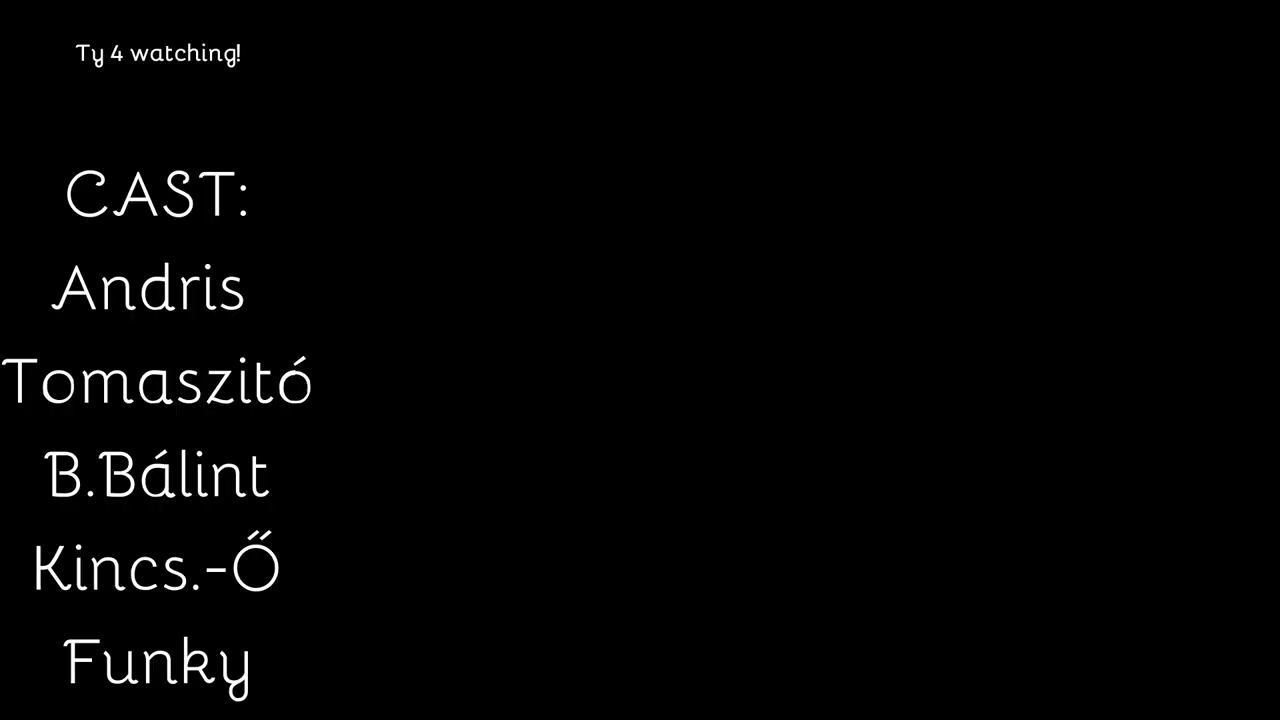 Ty 4 watching!
CAST:
Andris
Tomaszitó
B.Bálint
Kincs.-Ő
Funky